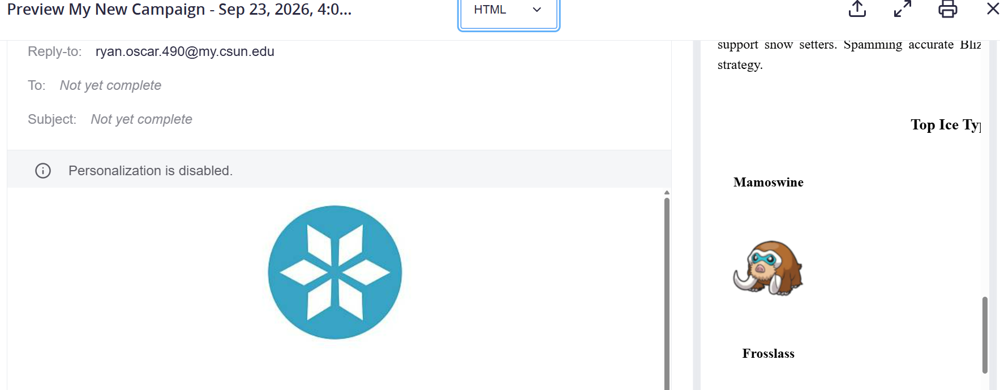 Preview My New Campaign - Sep 23, 2026, 4:0...
HTML
Reply-to: ryan.oscar.490@my.csun.edu
To: Not yet complete
Subject: Not yet complete
Personalization is disabled.
support snow setters. Spamming accurate
strategy.
Top Ice
Mamoswine
Frosslass